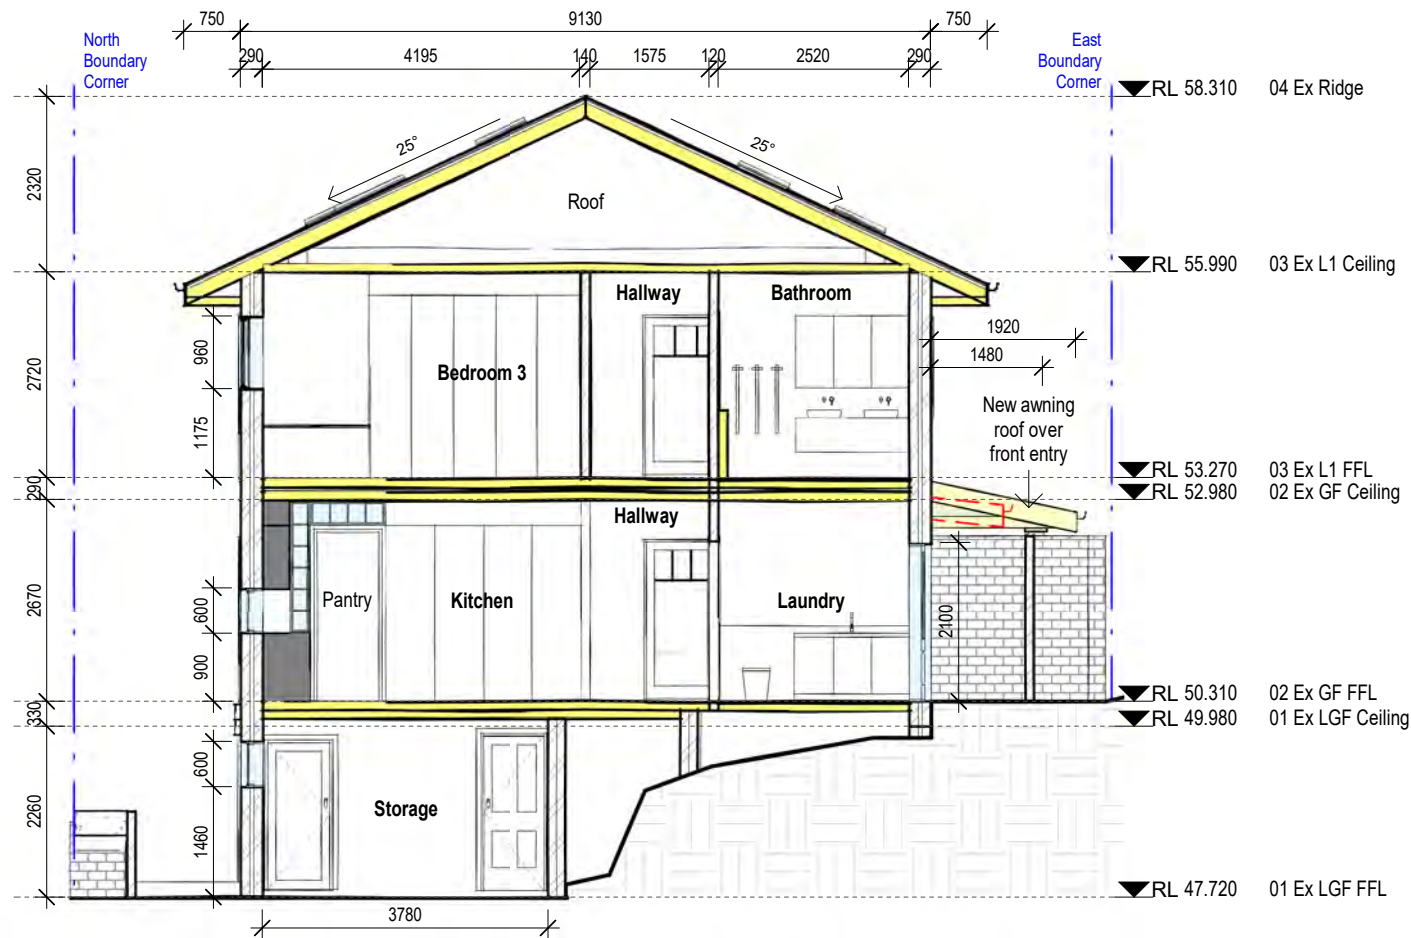 750
9130
750
North
Boundary
Corner
290
4195
140
1575
120
2520
290
East
Boundary
Corner
RL 58.310 04 Ex Ridge
25°
25°
2320
Roof
RL 55.990 03 Ex L1 Ceiling
Hallway
Bathroom
1920
960
1480
2720
Bedroom 3
New awning
roof over
front entry
1175
RL 53.270 03 Ex L1 FFL
290
RL 52.980 02 Ex GF Ceiling
Hallway
2670
600
Pantry
Kitchen
Laundry
2100
900
RL 50.310 02 Ex GF FFL
330
RL 49.980 01 Ex LGF Ceiling
600
2260
Storage
1460
RL 47.720 01 Ex LGF FFL
3780